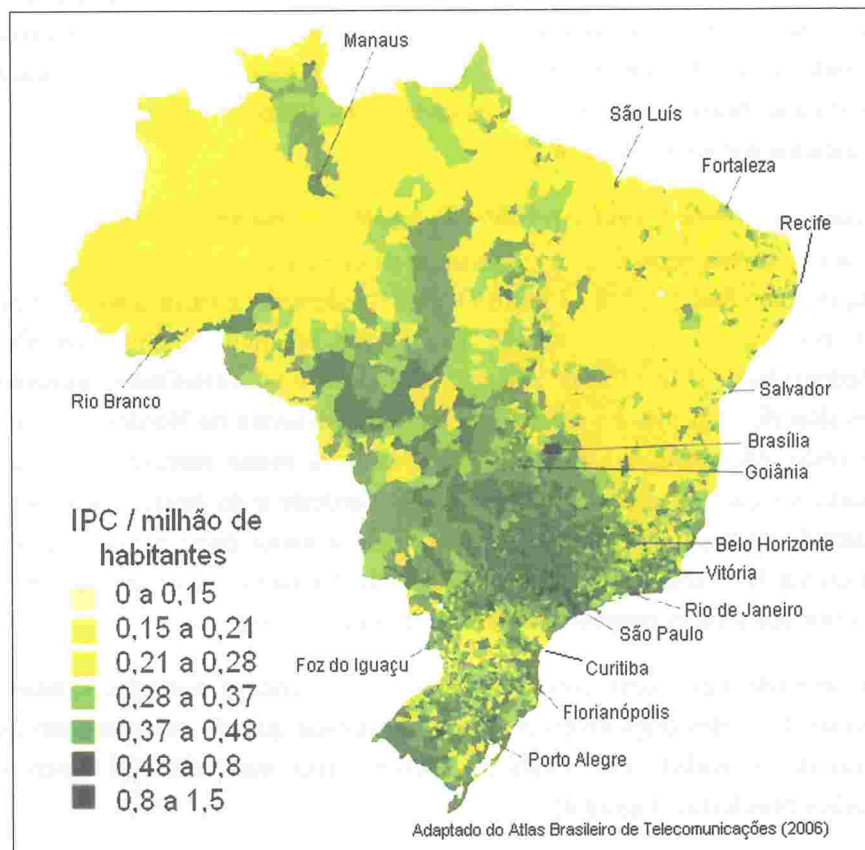 Manaus
São Luís
Fortaleza
Recife
Rio Branco
Salvador
Brasília
Goiânia
IPC / milhão de
habitantes
Belo Horizonte
0 a 0,15
Vitória
0,15 a 0,21
Rio de Janeiro
0,21 a 0,28
São Paulo
Foz do Iguaçu
Curitiba
0,28 a 0,37
Florianópolis
0,37 a 0,48
0,48 a 0,8
Porto Alegre
0,8 a 1,5
Adaptado do Atlas Brasileiro de Telecomunicações (2006)